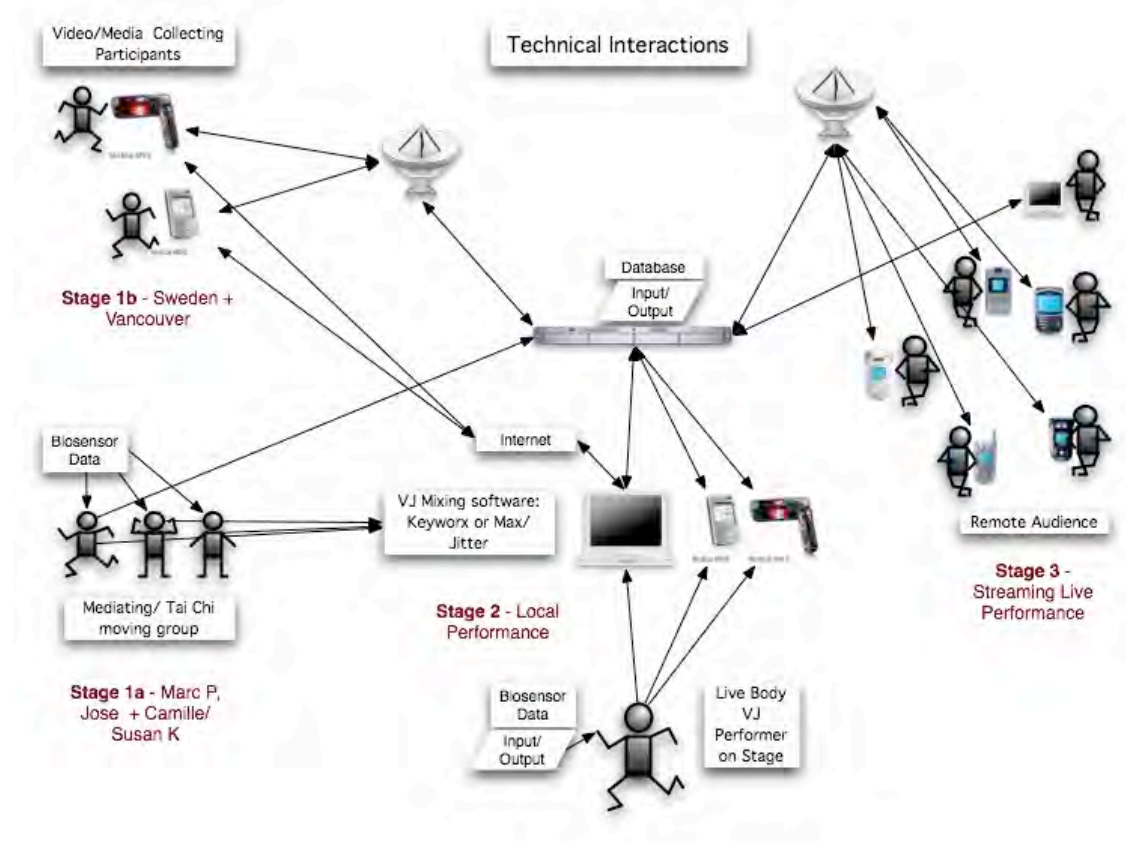 Video/Media Collecting
Participants
Technical Interactions
Stage 1b - Sweden +
Vancouver
Database
Input/
Output
Internet
Biosensor
Data
VJ Mixing software:
Keyworx or Max/
Jitter
Mediating/ Tai Chi
moving group
Stage 1a - Marc P,
Jose + Camille/
Susan K
Stage 2 - Local
Performance
Biosensor
Data
Input/
Output
Live Body
VJ
Performer
on Stage
Remote Audience
Stage 3 -
Streaming Live
Performance